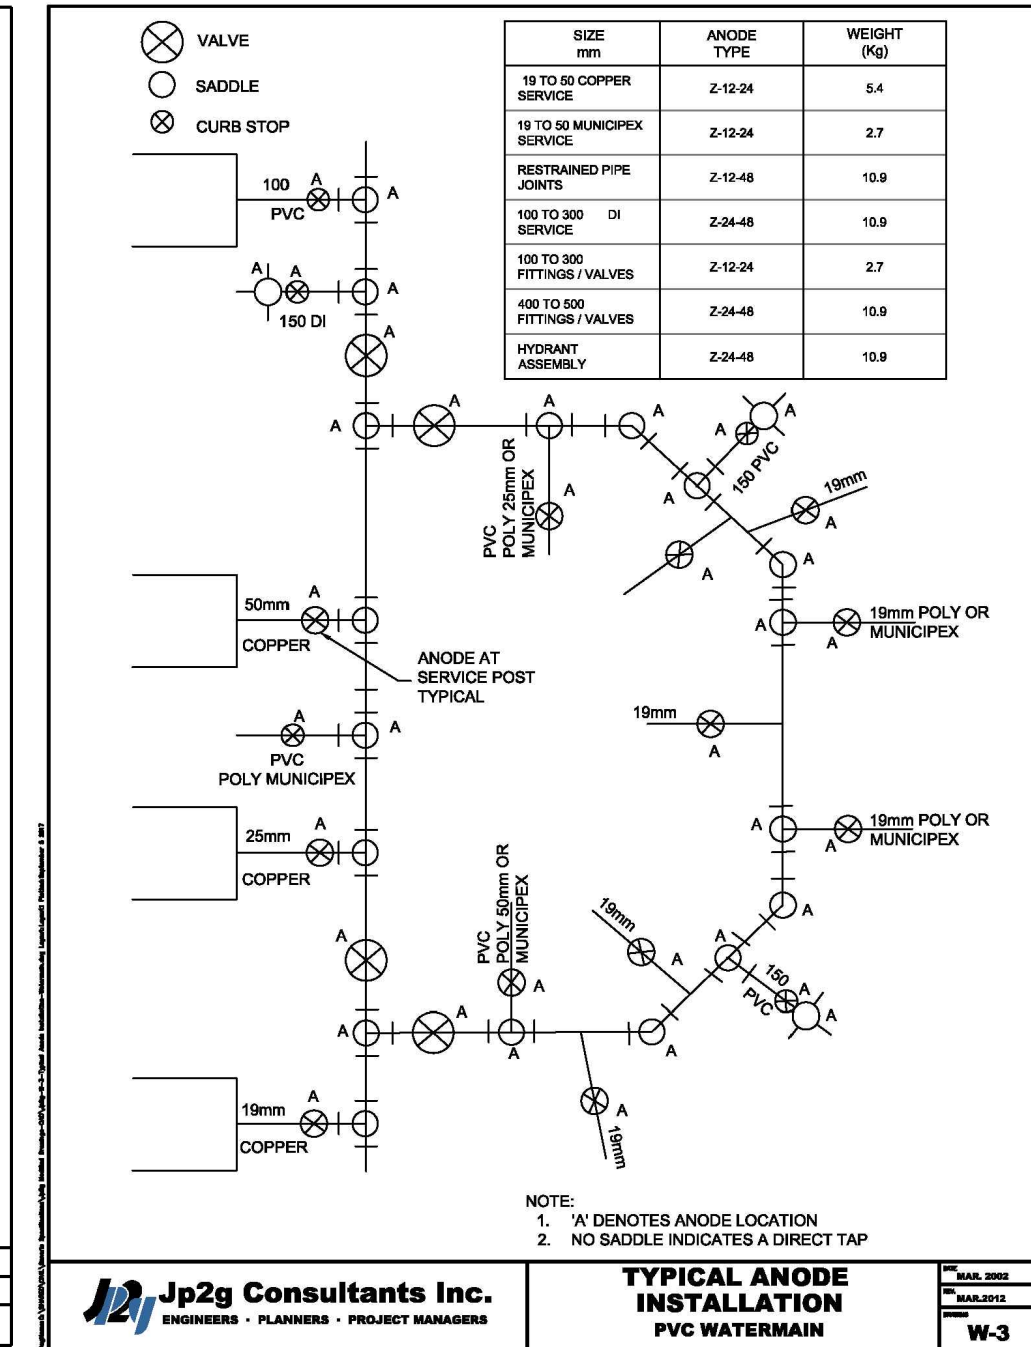 VALVE
SADDLE
CURB STOP
SIZE mm
ANODE TYPE
WEIGHT (Kg)
19 TO 50 COPPER SERVICE
Z-12-24
5.4
19 TO 50 MUNICIPEX SERVICE
Z-12-24
2.7
RESTRAINED PIPE JOINTS
Z-12-48
10.9
100 TO 300 DI SERVICE
Z-24-48
10.9
100 TO 300 FITTINGS / VALVES
Z-12-24
2.7
400 TO 500 FITTINGS / VALVES
Z-24-48
10.9
HYDRANT ASSEMBLY
Z-24-48
10.9
100
A
PVC
A
A
A
A
150 DI
A
A
A
A
A
A
A
PVC
POLY 25mm OR
MUNICIPEX
A
A
A
150 PVC
19mm
A
A
A
50mm
A
COPPER
ANODE AT
SERVICE POST
TYPICAL
A
19mm POLY OR
MUNICIPEX
A
19mm
A
A
A
PVC
POLY MUNICIPEX
25mm
A
COPPER
A
19mm POLY OR
MUNICIPEX
A
PVC
POLY 50mm OR
MUNICIPEX
A
19mm
A
A
A
150
PVC
A
A
A
A
A
A
A
19mm
19mm
A
COPPER
NOTE:
1. 'A' DENOTES ANODE LOCATION
2. NO SADDLE INDICATES A DIRECT TAP
Jp2g
Jp2g Consultants Inc.
ENGINEERS · PLANNERS · PROJECT MANAGERS
TYPICAL ANODE
INSTALLATION
PVC WATERMAIN
MAR. 2002
MAR.2012
W-3